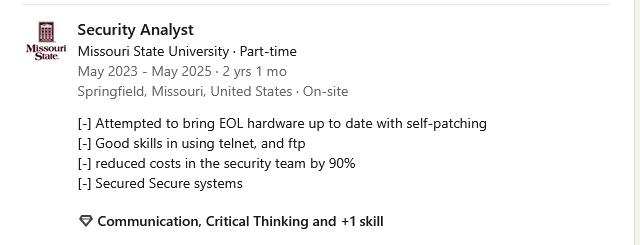 Security Analyst
Missouri State University · Part-time
May 2023 - May 2025 · 2 yrs 1 mo
Springfield, Missouri, United States · On-site
Missouri
State.
[-] Attempted to bring EOL hardware up to date with self-patching
[-] Good skills in using telnet, and ftp
[-] reduced costs in the security team by 90%
[-] Secured Secure systems
Communication, Critical Thinking and +1 skill